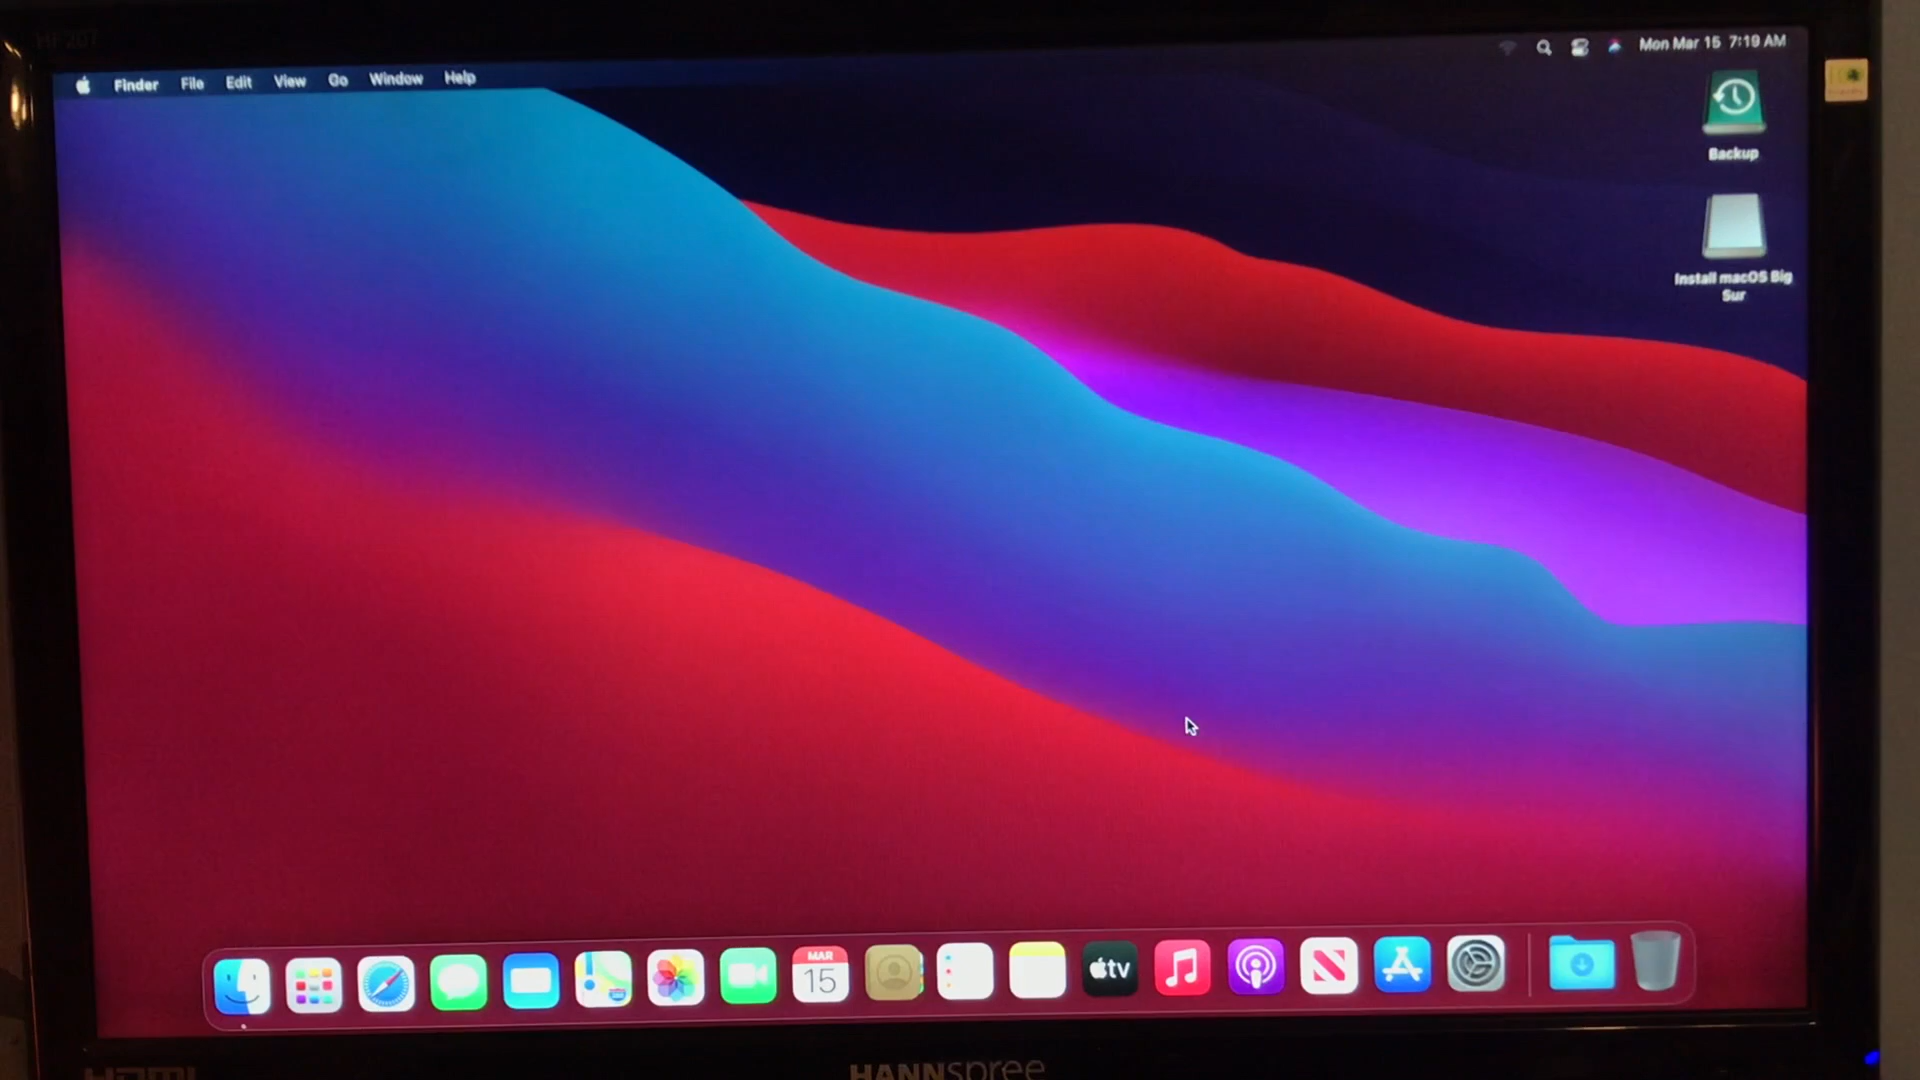 Finder File Edit View Go Window Help
Mon Mar 15 7:19 AM
Backup
Install macOS Big
Sur
MAR
15
tv
HDMI
HANNspree